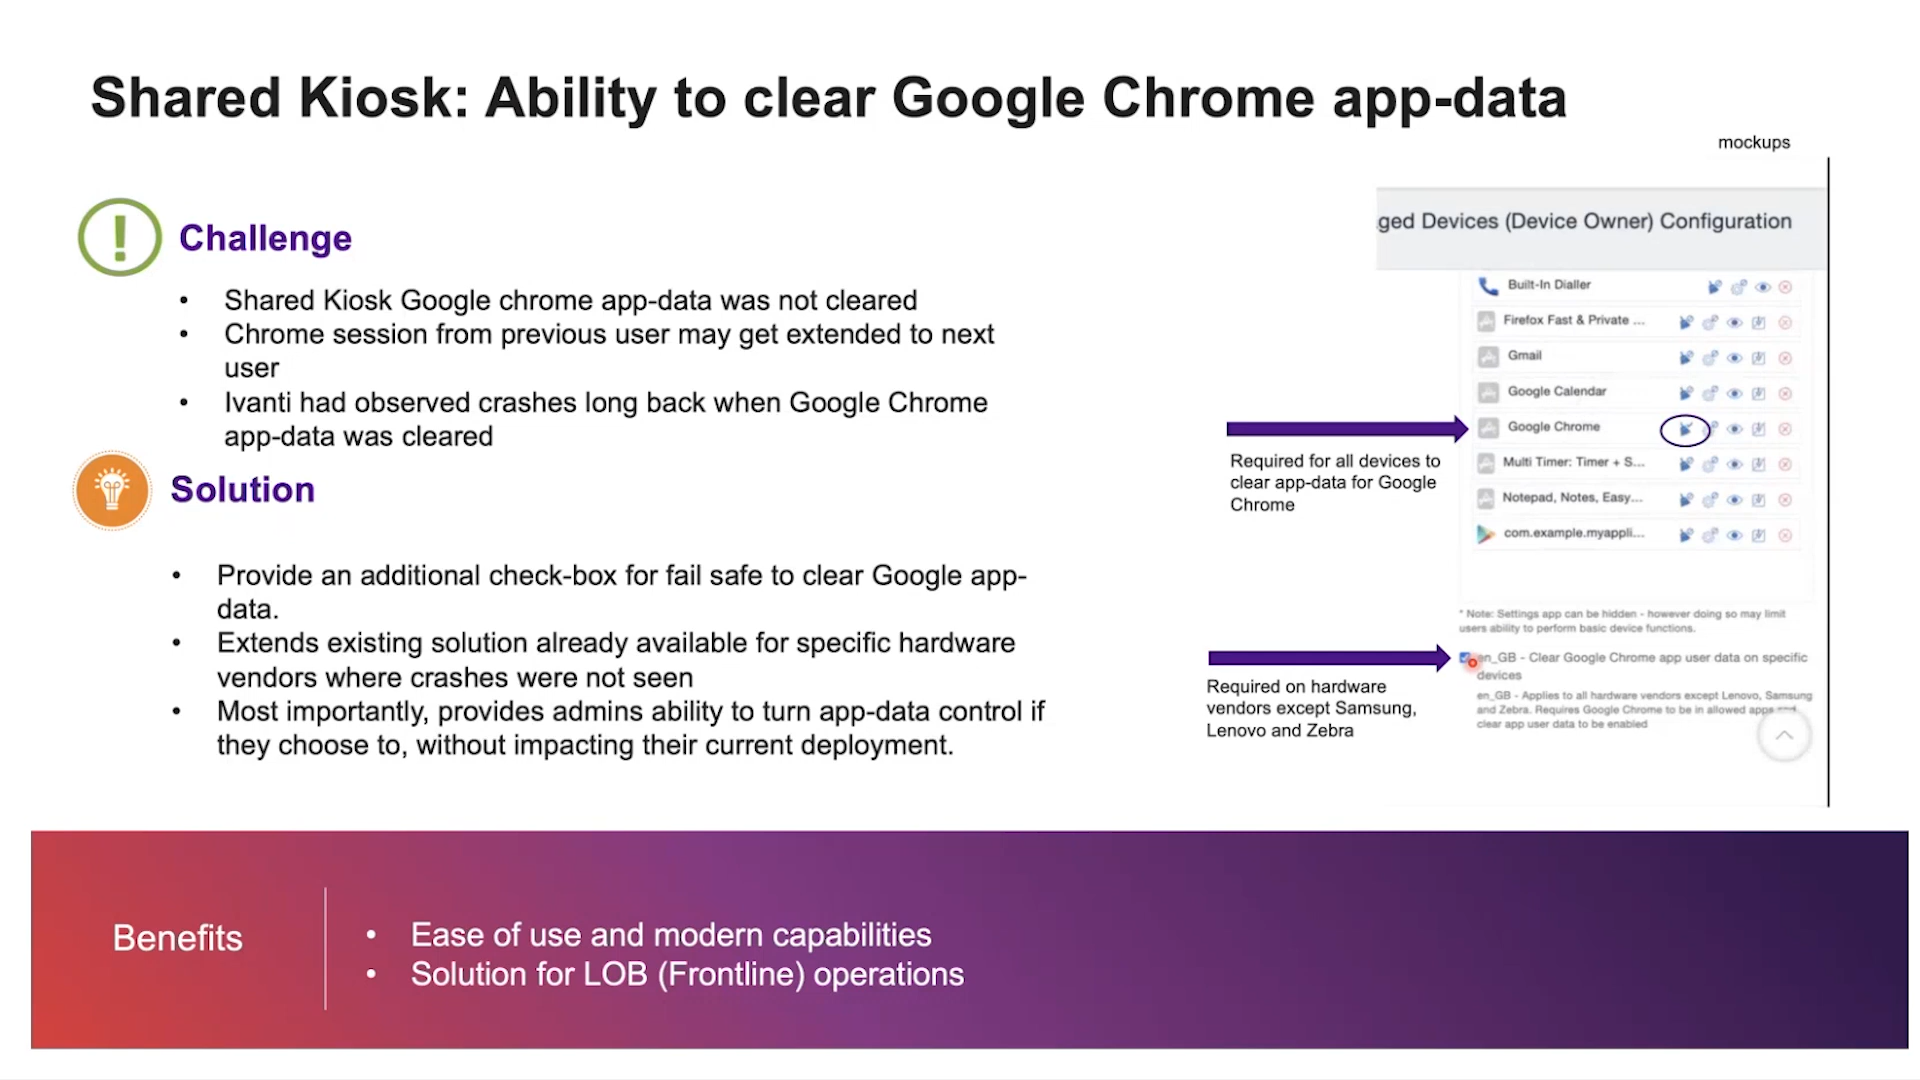 Shared Kiosk: Ability to clear Google Chrome app-data
mockups
Challenge
• Shared Kiosk Google chrome app-data was not cleared
• Chrome session from previous user may get extended to next
user
• Ivanti had observed crashes long back when Google Chrome
app-data was cleared
Solution
• Provide an additional check-box for fail safe to clear Google app-
data.
• Extends existing solution already available for specific hardware
vendors where crashes were not seen
• Most importantly, provides admins ability to turn app-data control if
they choose to, without impacting their current deployment.
ged Devices (Device Owner) Configuration
Built-In Dialler
Firefox Fast & Private ...
Gmail
Google Calendar
Google Chrome
Multi Timer: Timer + S...
Notepad, Notes, Easy...
com.example.myappli...
Required for all devices to
clear app-data for Google
Chrome
* Note: Settings app can be hidden - however doing so may limit
users ability to perform basic device functions.
en_GB - Clear Google Chrome app user data on specific
devices
en_GB - Applies to all hardware vendors except Lenovo, Samsung
and Zebra. Requires Google Chrome to be in allowed apps and
clear app user data to be enabled
Required on hardware
vendors except Samsung,
Lenovo and Zebra
Benefits
• Ease of use and modern capabilities
• Solution for LOB (Frontline) operations